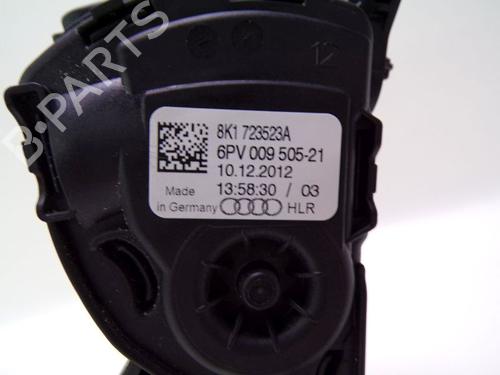 B-PARTS
12
8K1 723523A
6PV 009 505-21
10.12.2012
Made 13:58:30 / 03
in Germany HLR